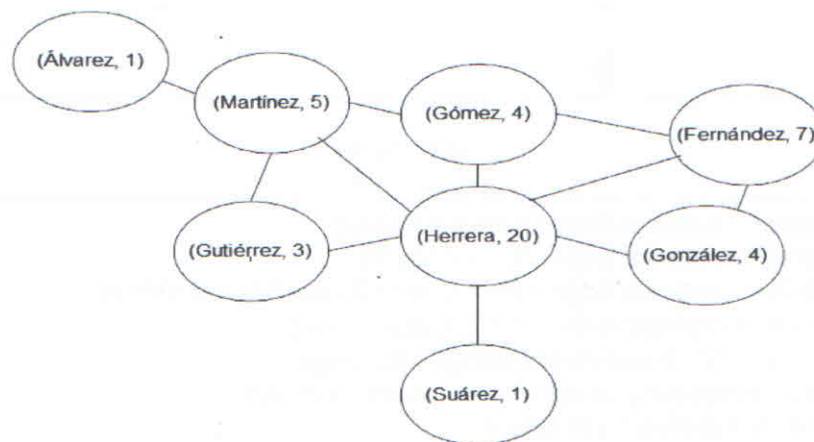 (Álvarez, 1)
(Martínez, 5)
(Gómez, 4)
(Fernández, 7)
(Gutiérrez, 3)
(Herrera, 20)
(González, 4)
(Suárez, 1)